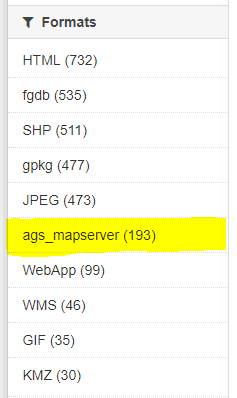 Formats
HTML (732)
fgdb (535)
SHP (511)
gpkg (477)
JPEG (473)
ags_mapserver (193)
WebApp (99)
WMS (46)
GIF (35)
KMZ (30)